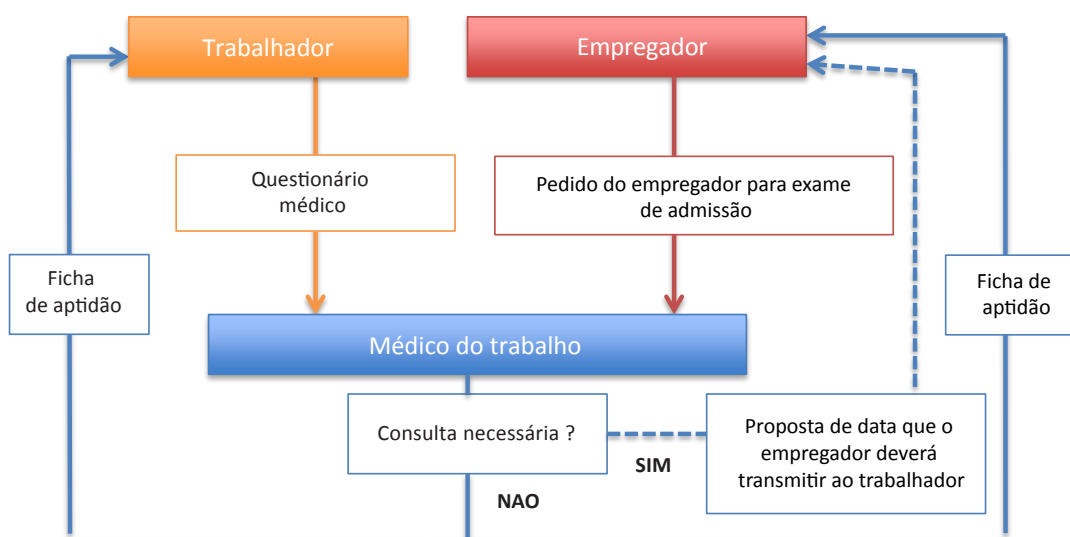 Trabalhador
Empregador
Questionário
médico
Pedido do empregador para exame
de admissão
Ficha
de aptidão
Ficha de
aptidão
Médico do trabalho
Consulta necessária ?
SIM
Proposta de data que o
empregador deverá
transmitir ao trabalhador
NAO